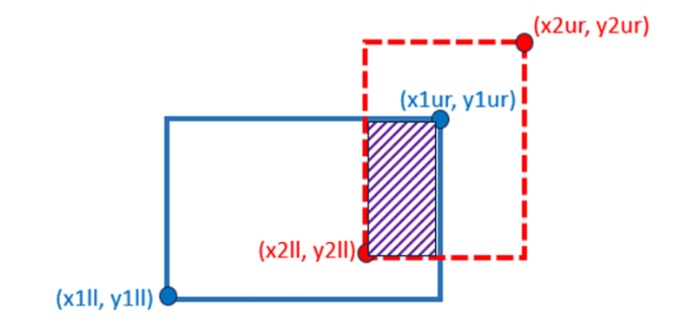 (x2ur, y2ur)
(x1ur, y1ur)
(x2ll, y2ll)
(x1ll, y1ll)